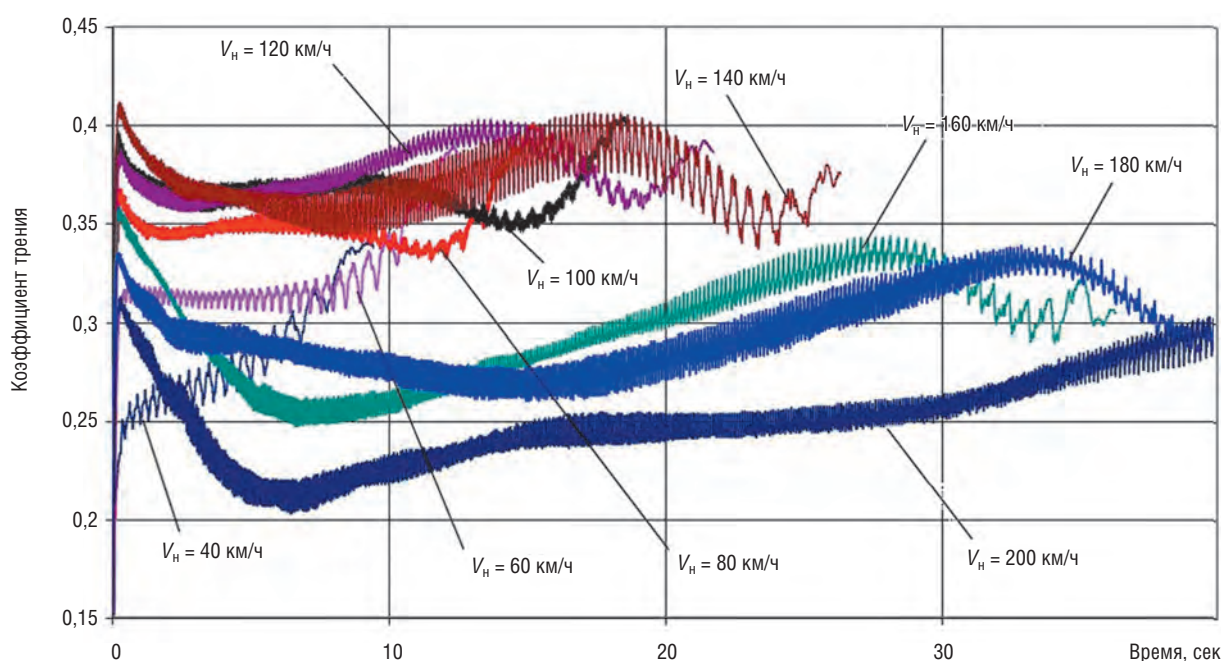 0,45
0,4
0,35
0,3
0,25
0,2
0,15
Коэффициент трения
Vн = 120 км/ч
Vн = 140 км/ч
Vн = 160 км/ч
Vн = 180 км/ч
Vн = 100 км/ч
Vн = 40 км/ч
Vн = 60 км/ч
Vн = 80 км/ч
Vн = 200 км/ч
0
10
20
30
Время, сек